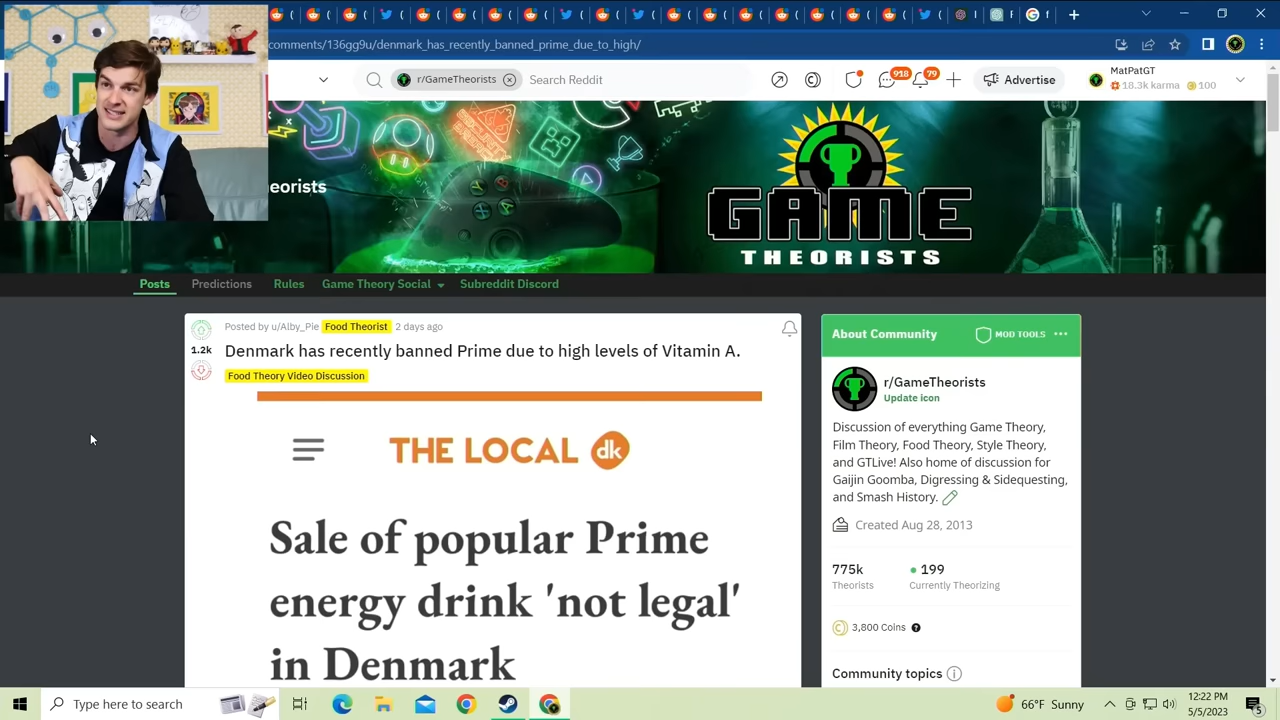 comments/136gg9u/denmark_has_recently_banned_prime_due_to_high/
r/GameTheorists
Search Reddit
918
79
Advertise
MatPatGT
18.3k karma
100
eorists
GAME
THEORISTS
Posts
Predictions
Rules
Game Theory Social
Subreddit Discord
Posted by u/Alby_Pie Food Theorist 2 days ago
1.2k
Denmark has recently banned Prime due to high levels of Vitamin A.
Food Theory Video Discussion
THE LOCAL dk
Sale of popular Prime
energy drink 'not legal'
in Denmark
About Community
MOD TOOLS
r/GameTheorists
Update icon
Discussion of everything Game Theory,
Film Theory, Food Theory, Style Theory,
and GTLive! Also home of discussion for
Gaijin Goomba, Digressing & Sidequesting,
and Smash History.
Created Aug 28, 2013
775k
Theorists
199
Currently Theorizing
3,800 Coins
Community topics
Type here to search
66°F Sunny
12:22 PM
5/5/2023
5